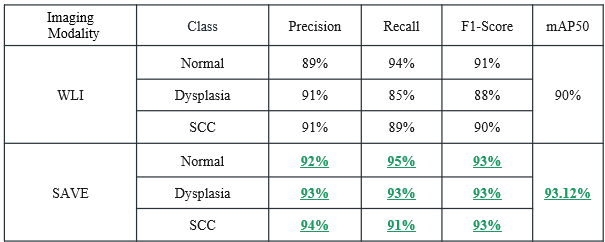 Imaging Modality Class Precision Recall F1-Score mAP50
WLI Normal 89% 94% 91% 90%
Dysplasia 91% 85% 88%
SCC 91% 89% 90%
SAVE Normal 92% 95% 93% 93.12%
Dysplasia 93% 93% 93%
SCC 94% 91% 93%